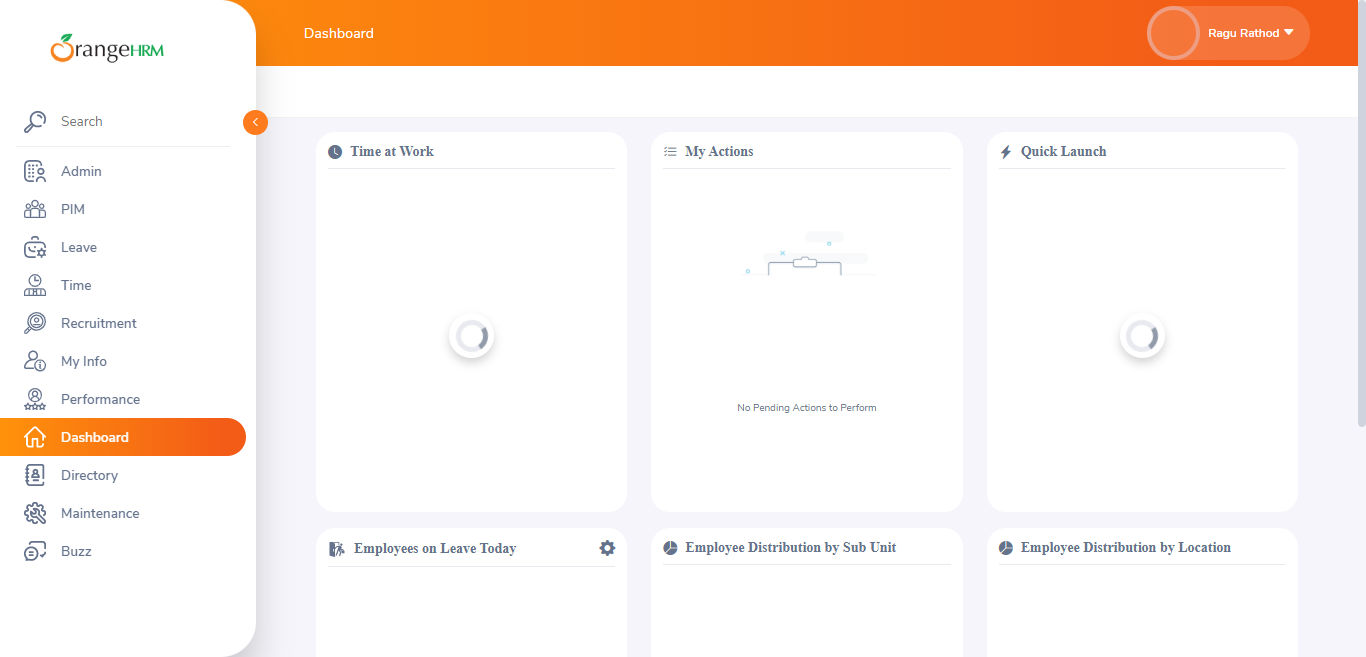 OrangeHRM
Dashboard
Ragu Rathod
Search
Admin
PIM
Leave
Time
Recruitment
My Info
Performance
Dashboard
Directory
Maintenance
Buzz
Time at Work
My Actions
No Pending Actions to Perform
Quick Launch
Employees on Leave Today
Employee Distribution by Sub Unit
Employee Distribution by Location